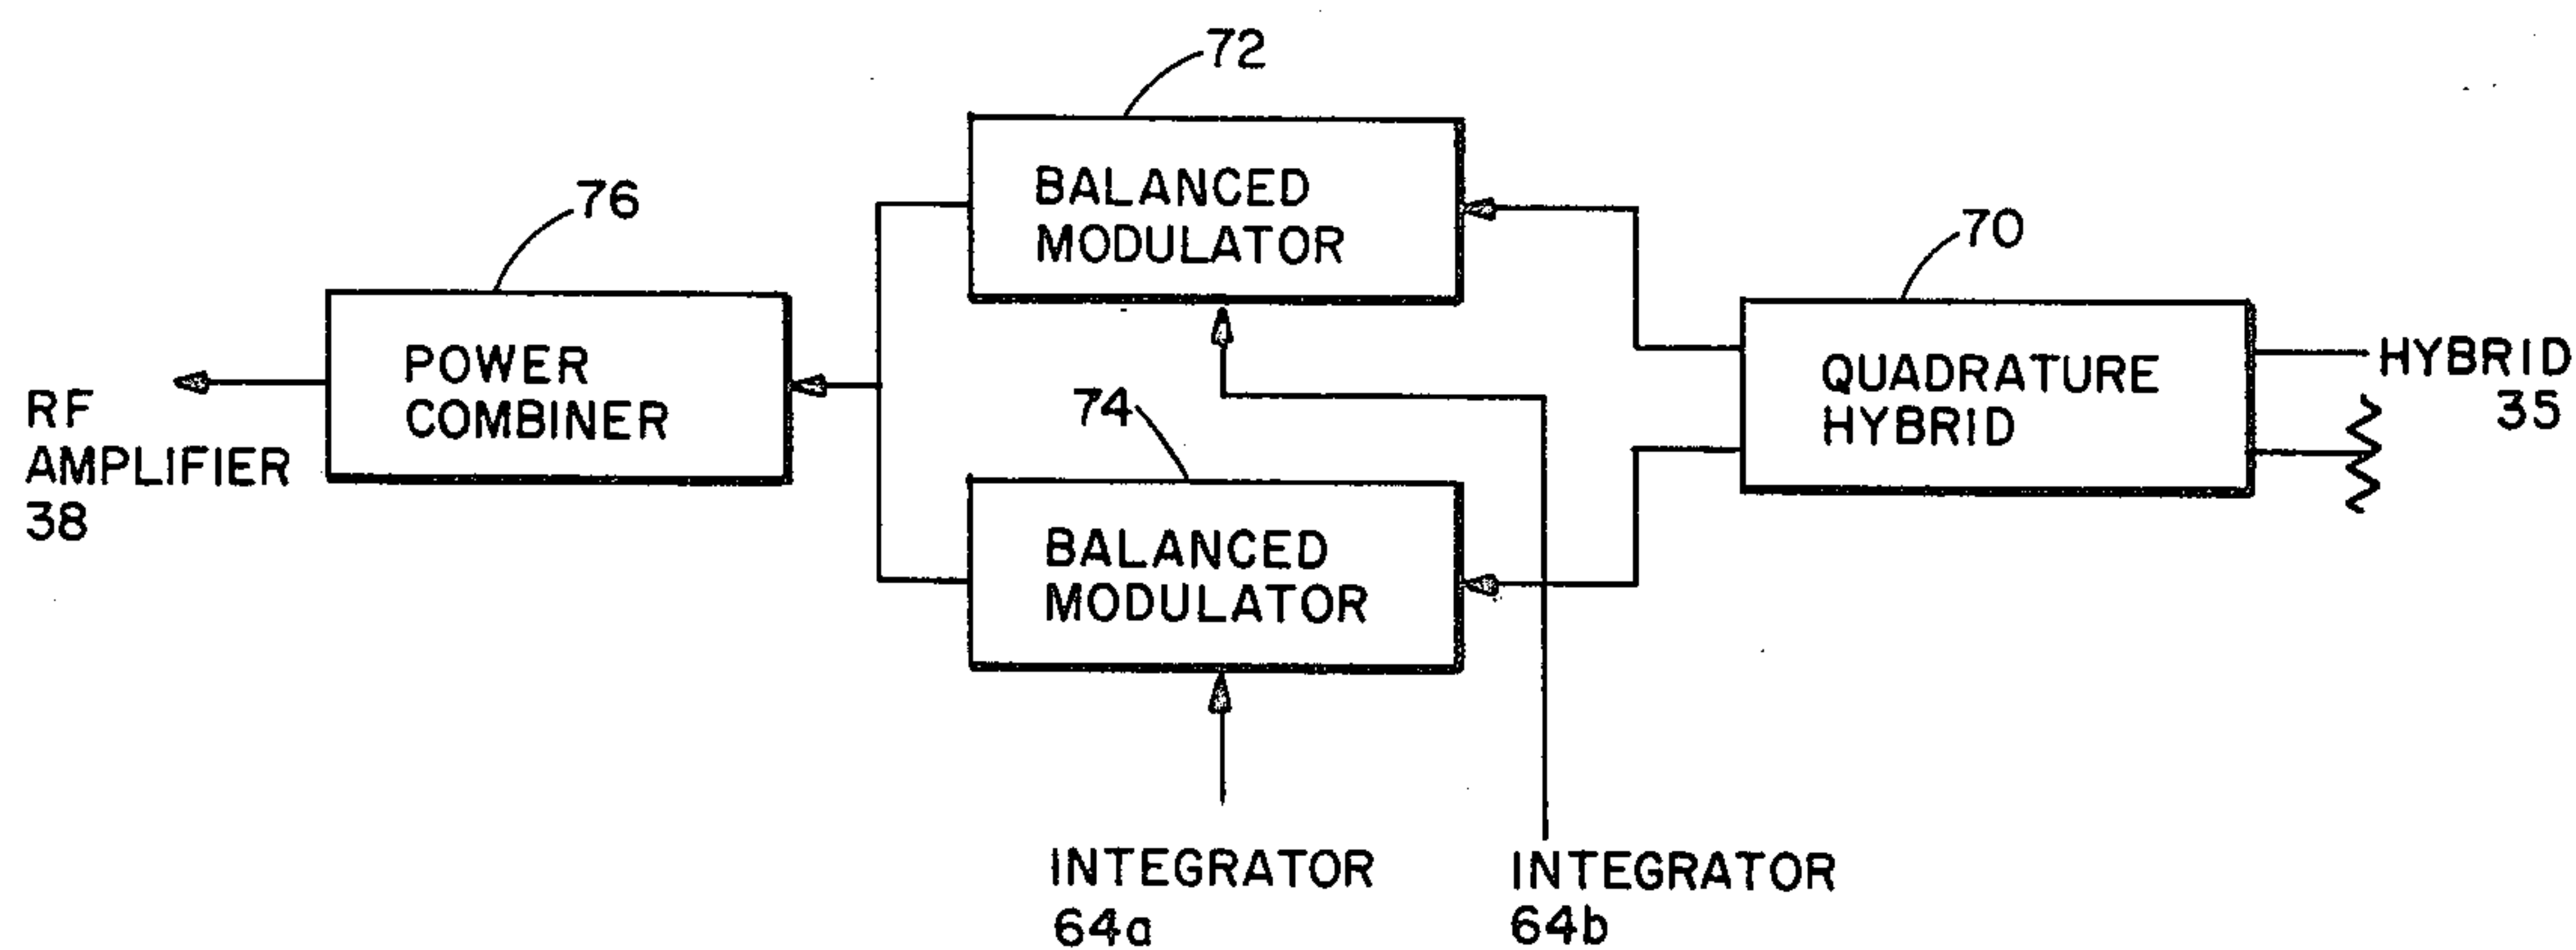 72
BALANCED
MODULATOR
76
POWER
COMBINER
RF
AMPLIFIER
38
70
QUADRATURE
HYBRID
HYBRID
35
74
BALANCED
MODULATOR
INTEGRATOR
64a
INTEGRATOR
64b